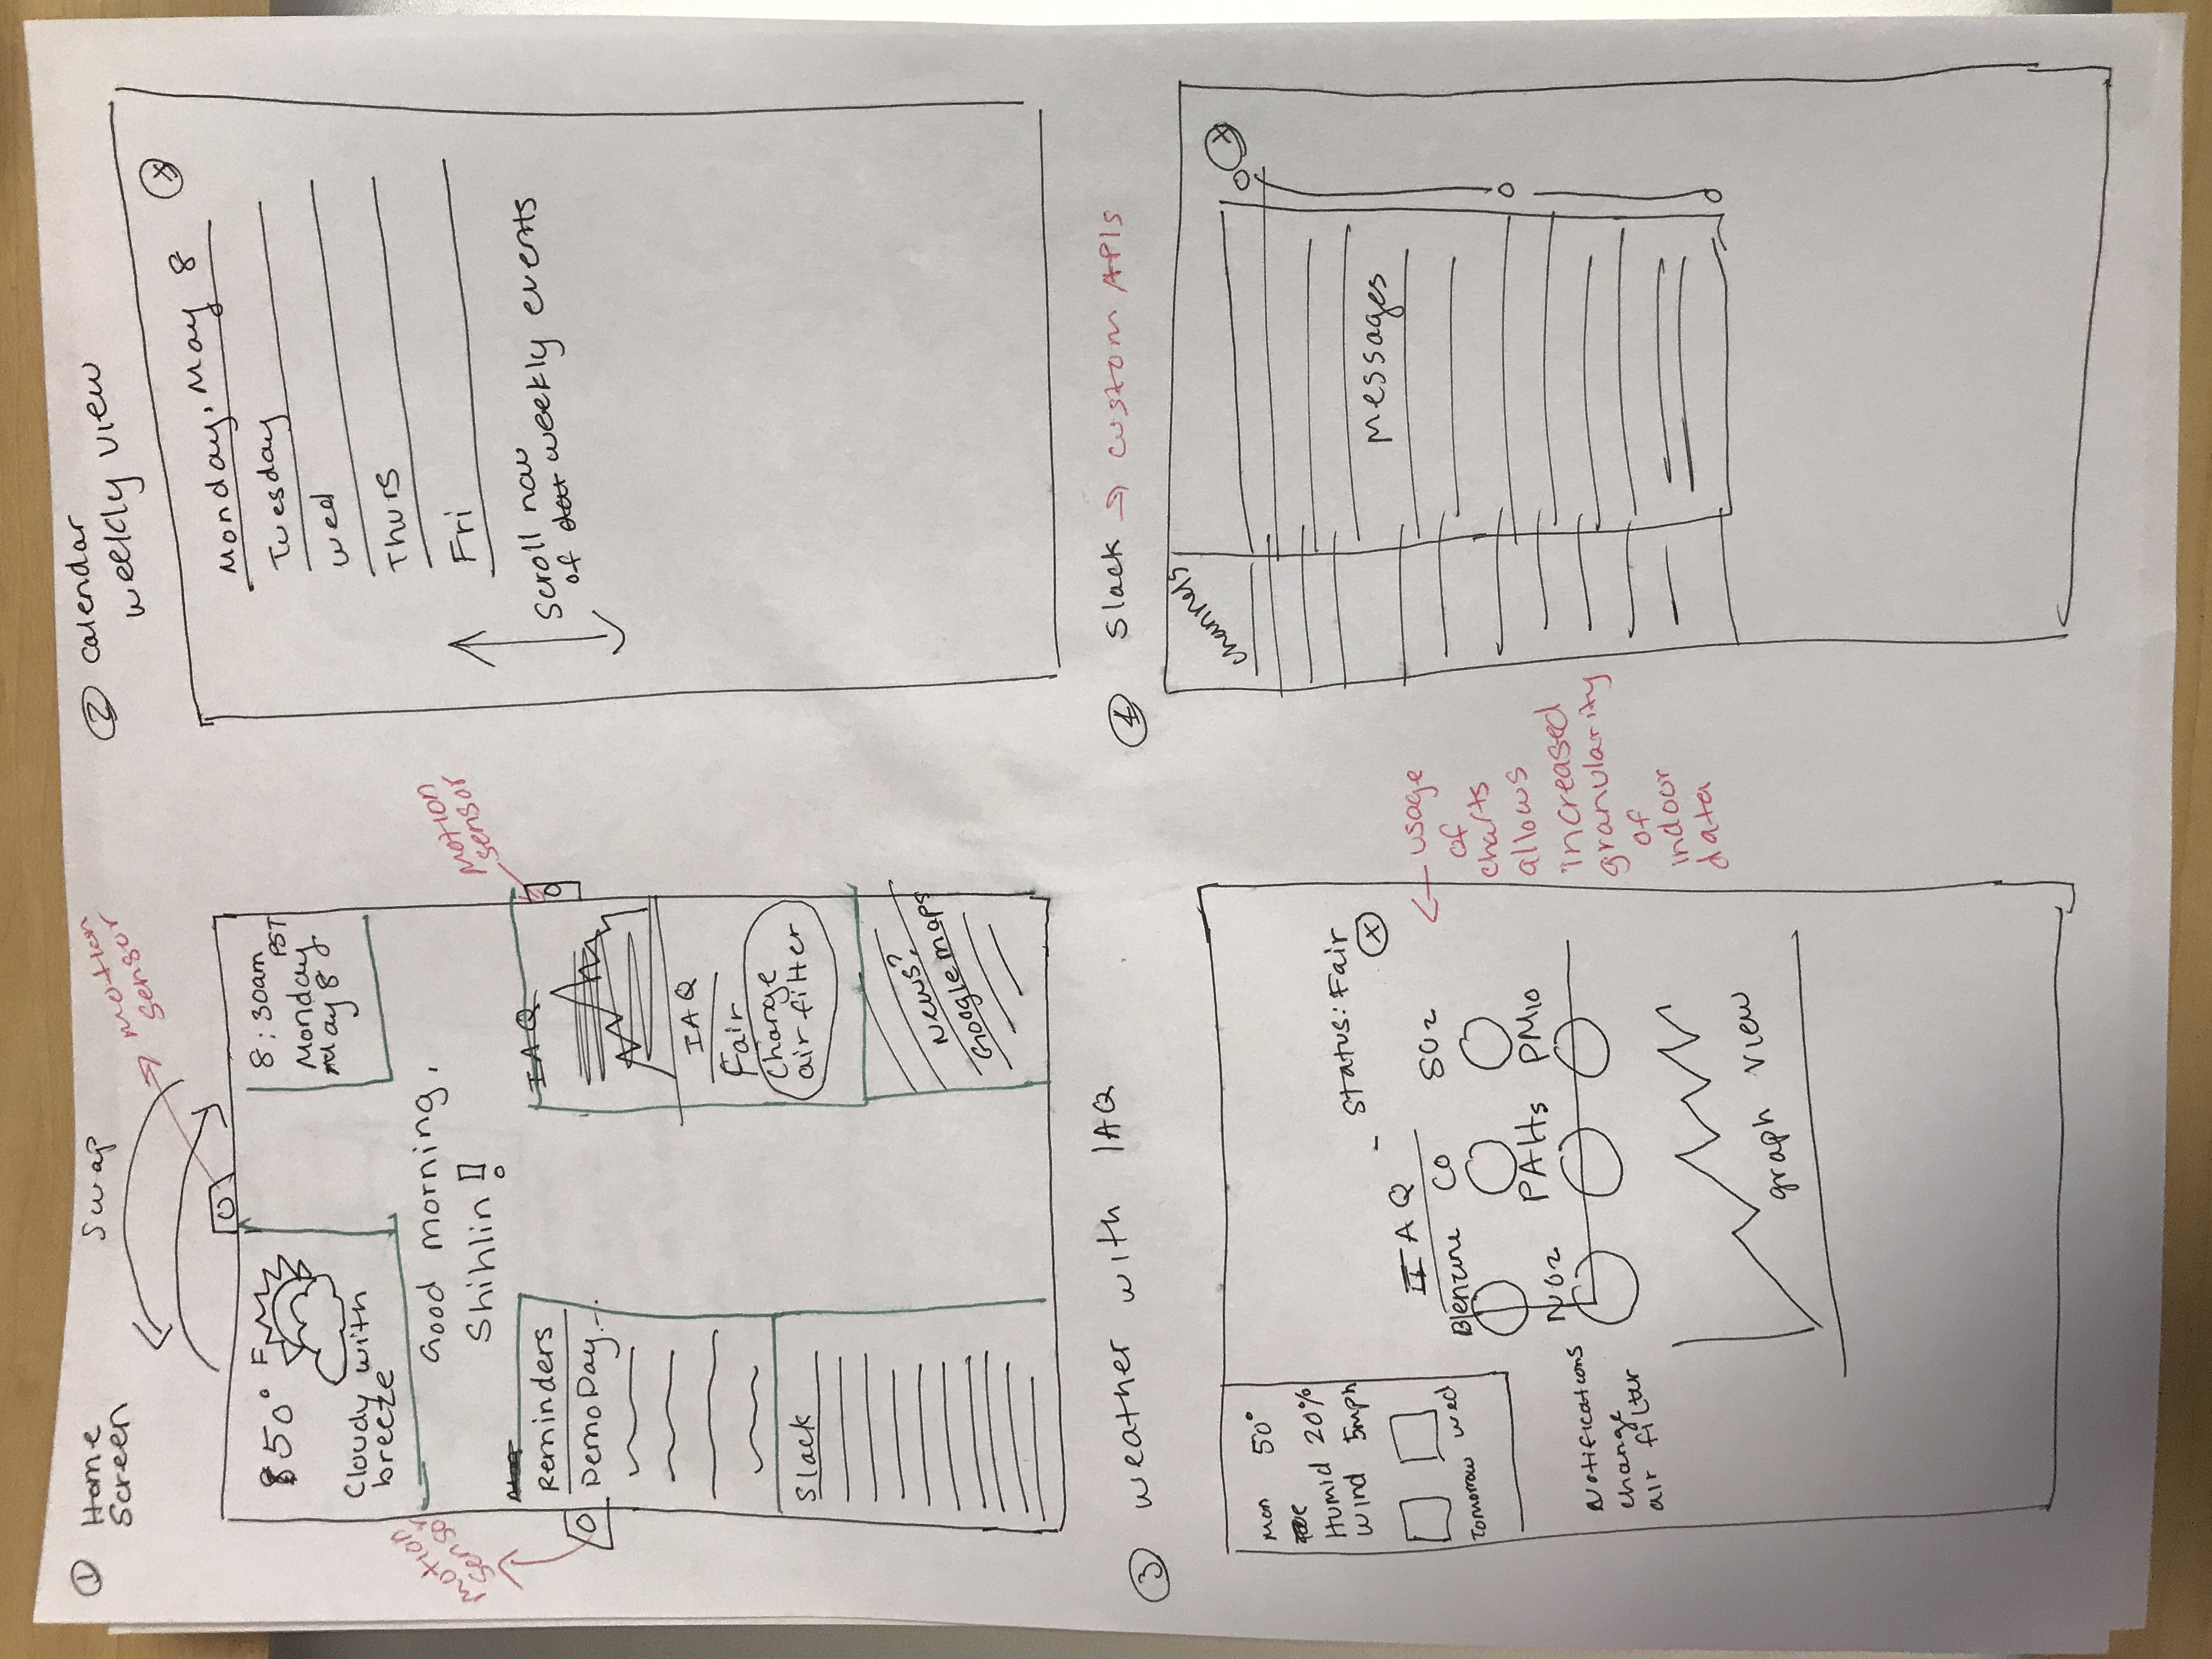 1 Home
Screen
Swap
motion
sensor
50° F
Cloudy with
breeze
8:30am
PST
Monday
May 8
Good morning,
Shihlin!
motion
sensor
motion
sensor
Reminders
DemoDay...
Slack
IAQ
IAQ
Fair
Change
air filter
News?
Google maps
2 Calendar
weekly view
x
Monday, May 8
Tuesday
Wed
Thurs
Fri
Scroll nav
of weekly events
3 Weather with IAQ
Mon 50°
Humid 20%
Wind 5mph
Tomorrow Wed
- Status: Fair
x
IAQ
Benzine CO SO2
NO2 PAHs PM10
Notifications
change
air filter
graph view
← usage
of
charts
allows
increased
granularity
of
indoor
data
4 Slack → custom APIs
channels
x
Messages